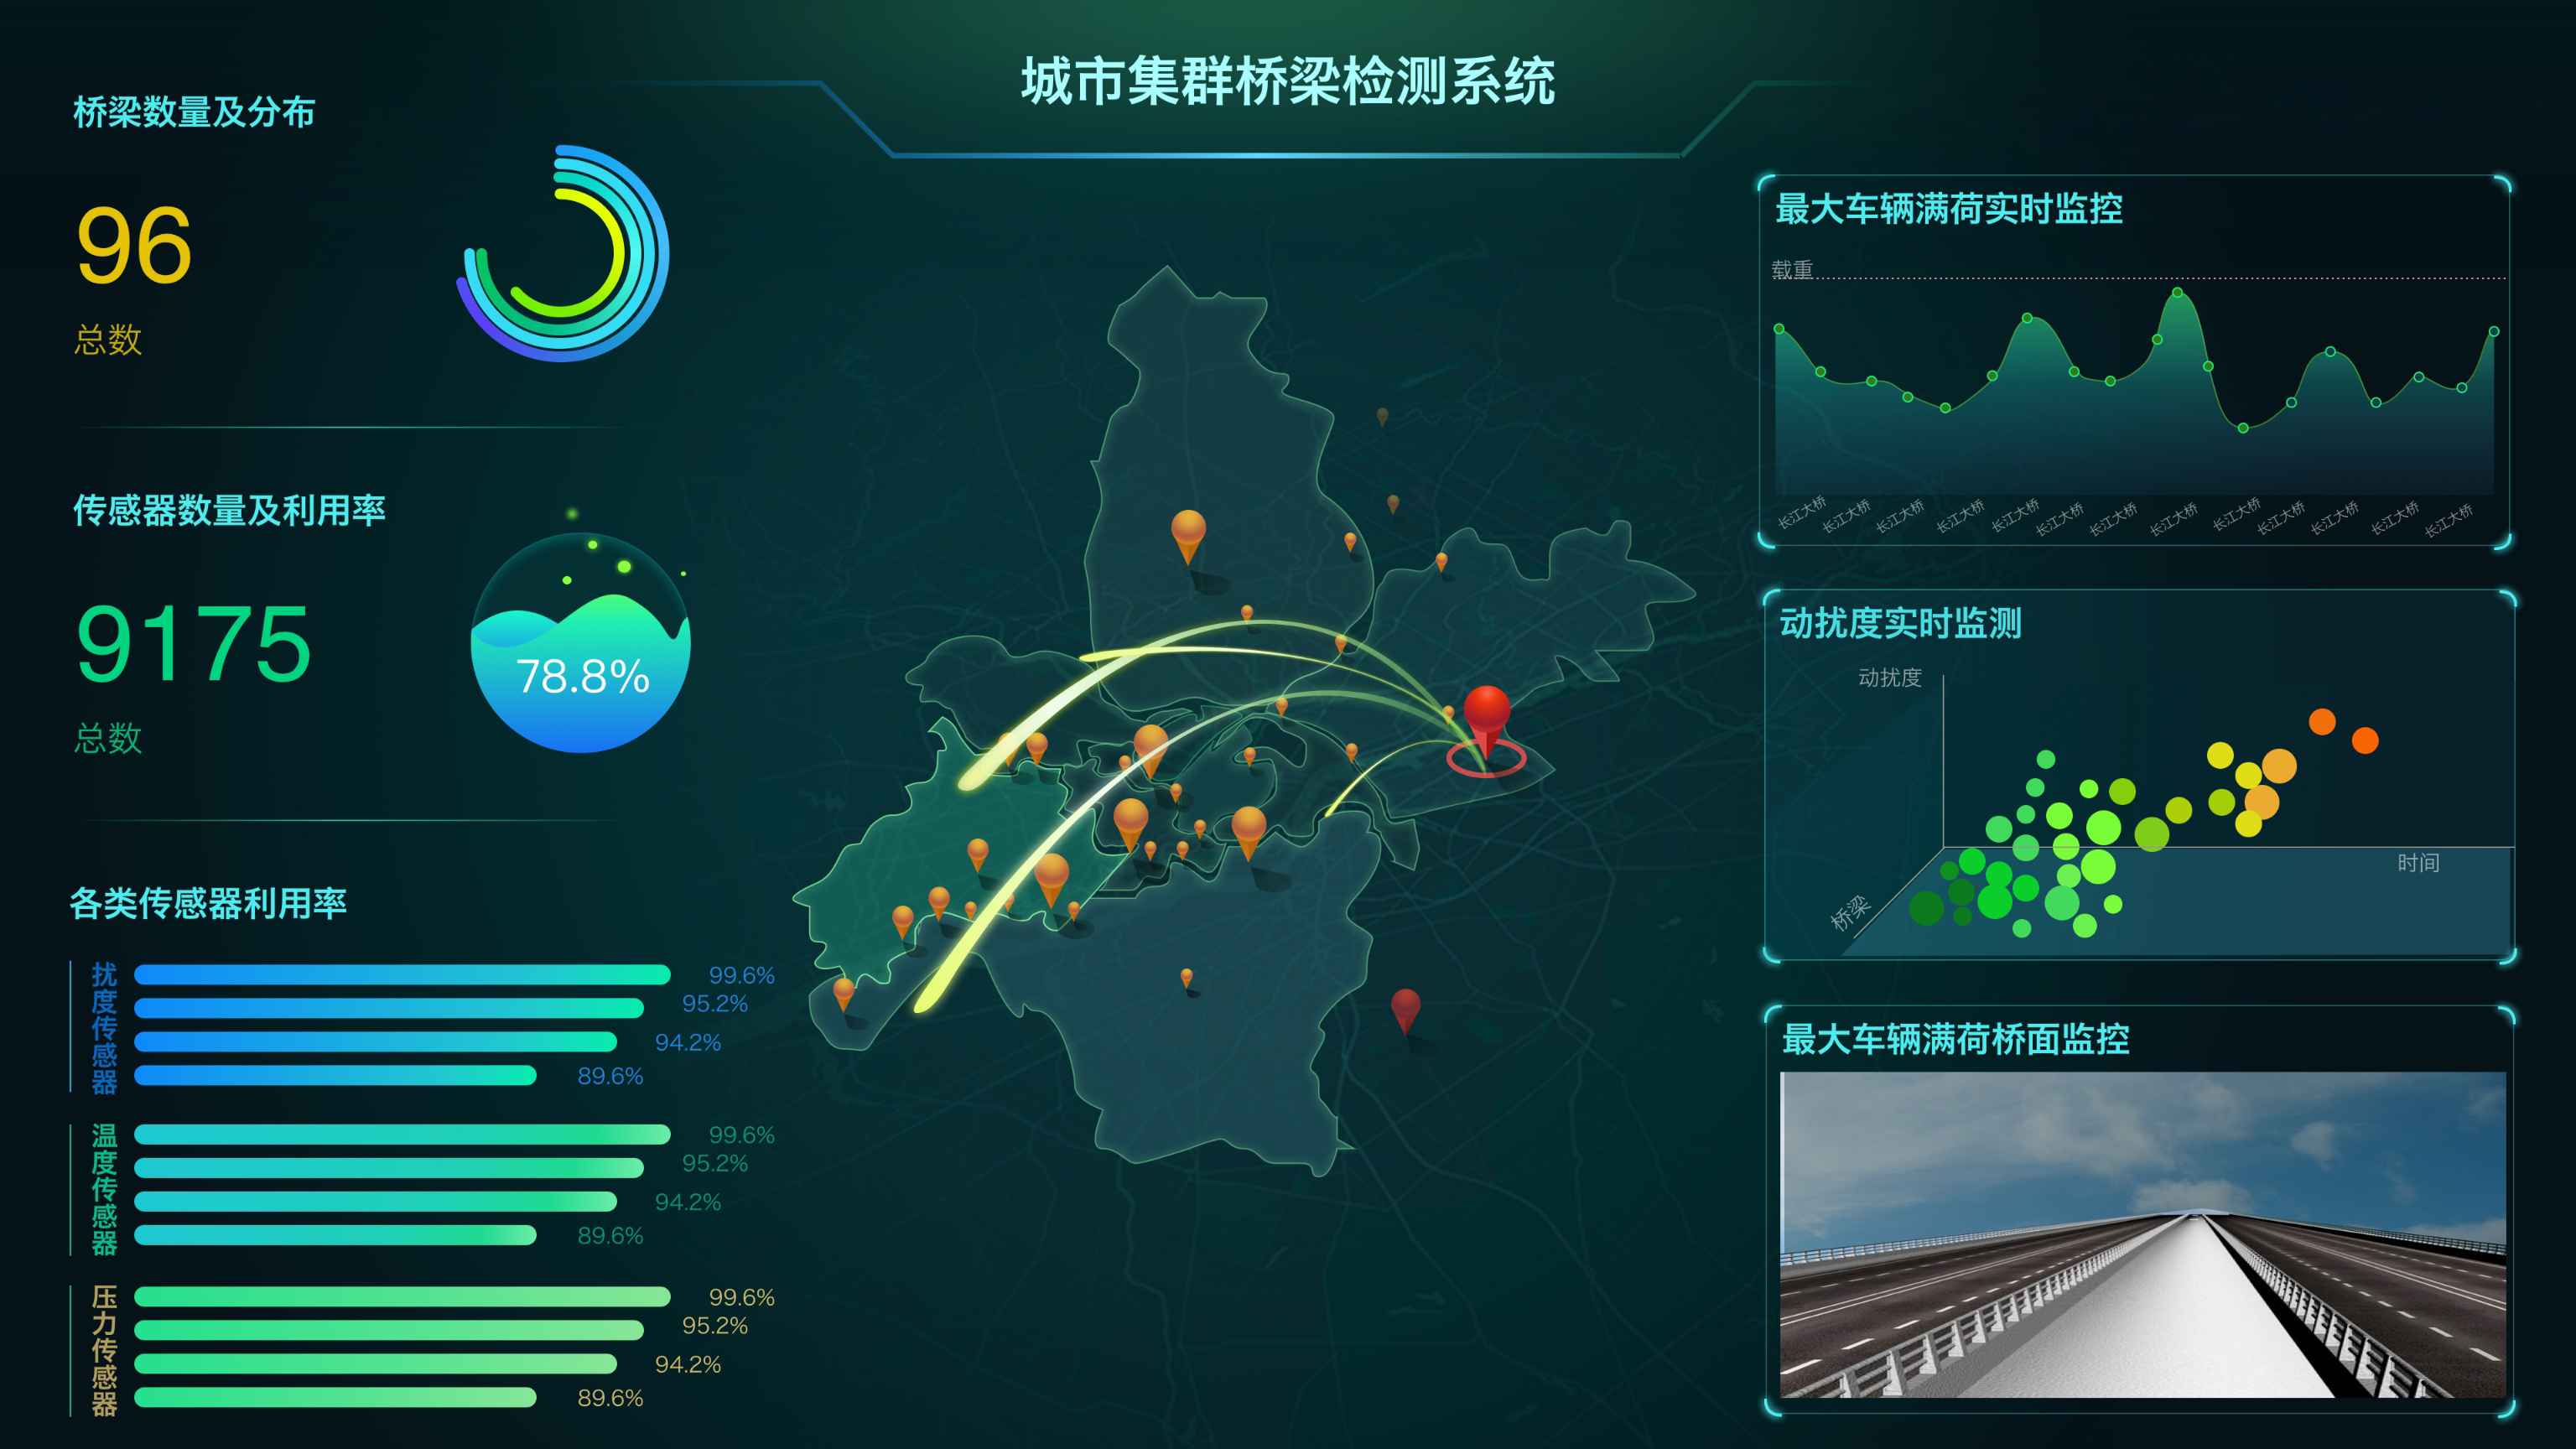 城市集群桥梁检测系统
桥梁数量及分布
96
总数
传感器数量及利用率
9175
总数
78.8%
各类传感器利用率
扰度传感器
99.6%
95.2%
94.2%
89.6%
温度传感器
99.6%
95.2%
94.2%
89.6%
压力传感器
99.6%
95.2%
94.2%
89.6%
最大车辆满荷实时监控
载重
长江大桥
长江大桥
长江大桥
长江大桥
长江大桥
长江大桥
长江大桥
长江大桥
长江大桥
长江大桥
长江大桥
长江大桥
长江大桥
动扰度实时监测
动扰度
时间
桥梁
最大车辆满荷桥面监控